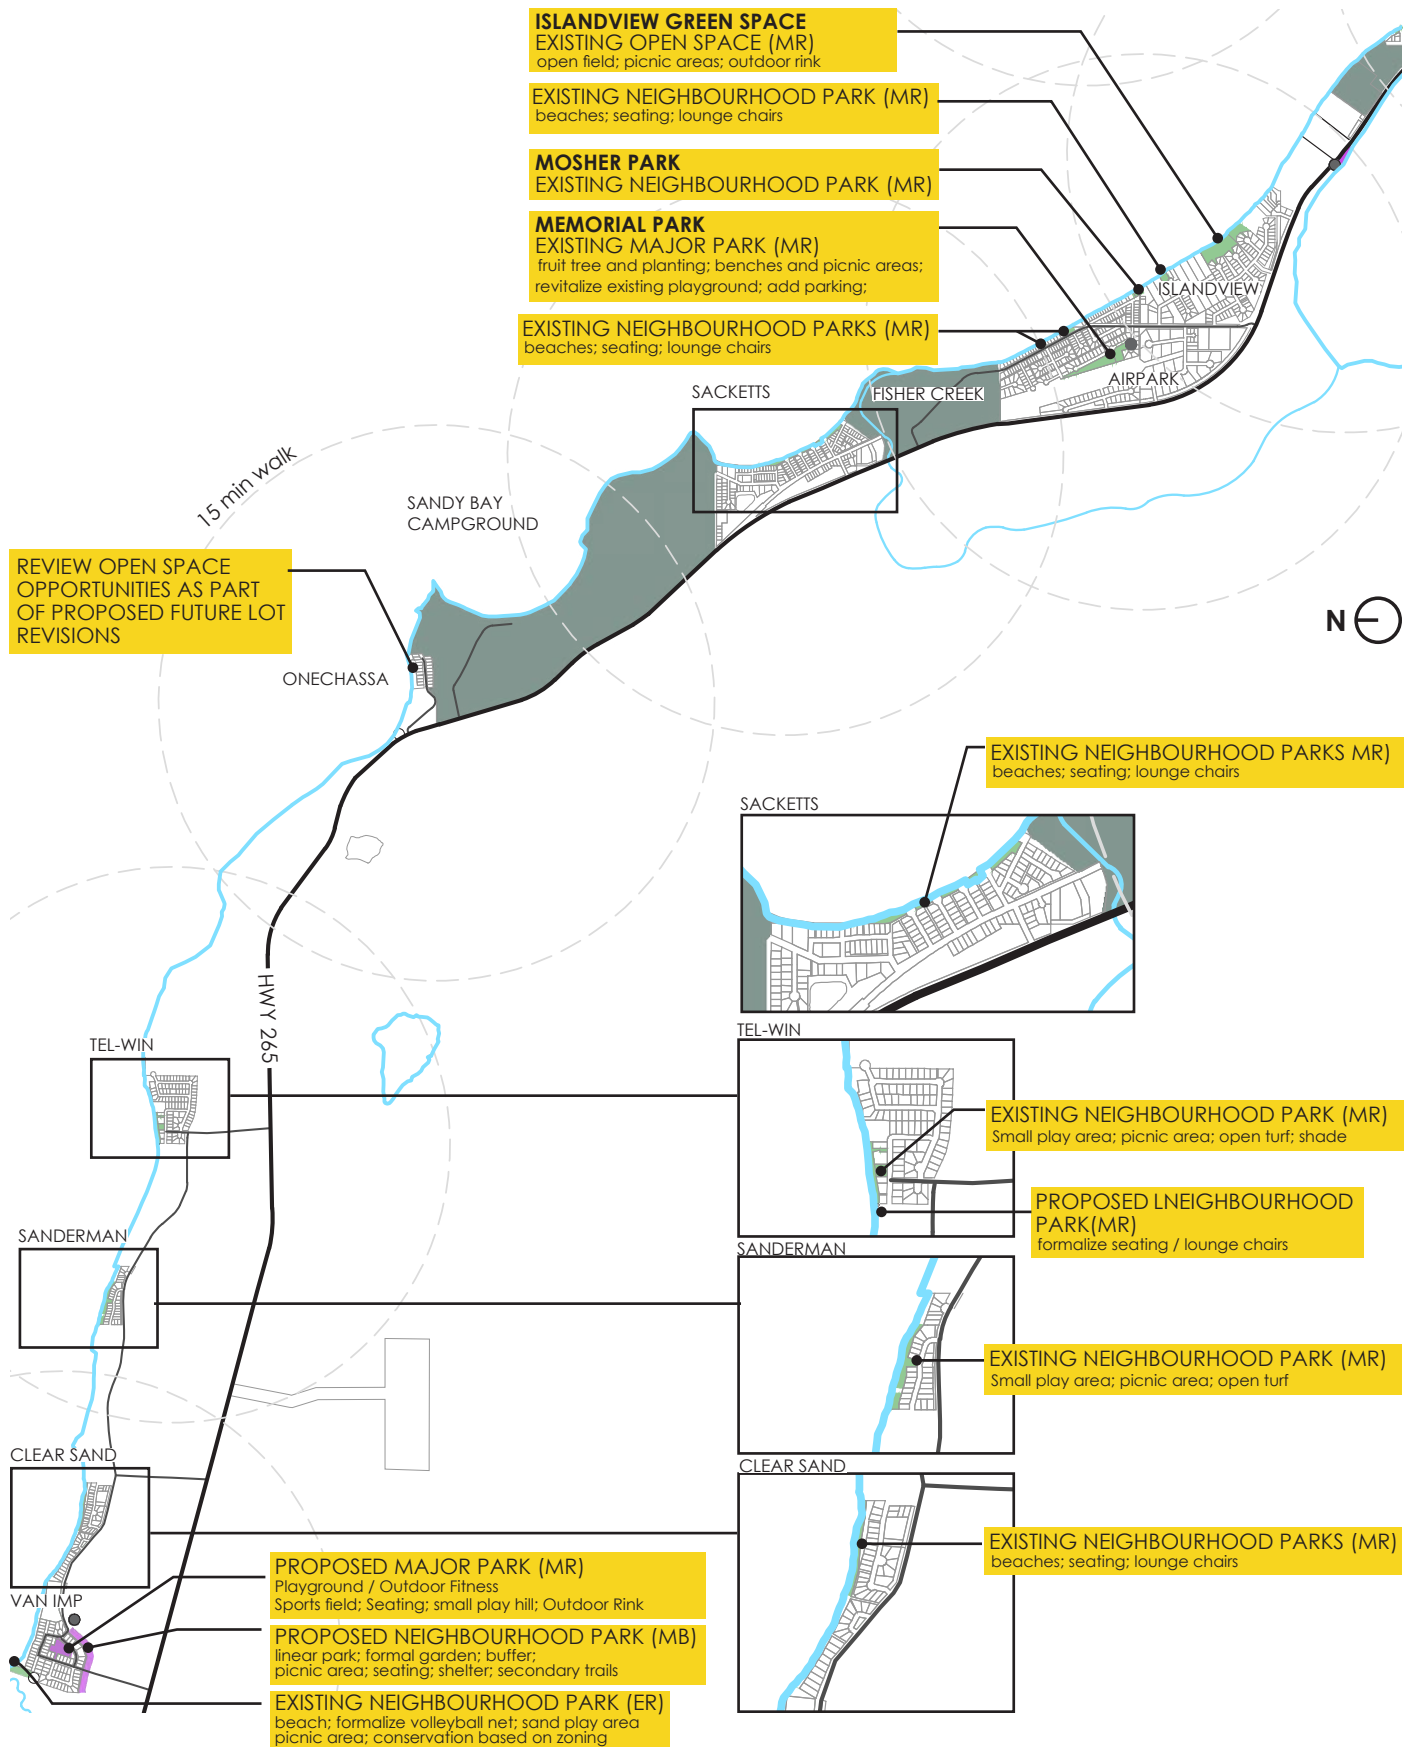 ISLANDVIEW GREEN SPACE
EXISTING OPEN SPACE (MR)
open field; picnic areas; outdoor rink
EXISTING NEIGHBOURHOOD PARK (MR)
beaches; seating; lounge chairs
MOSHER PARK
EXISTING NEIGHBOURHOOD PARK (MR)
MEMORIAL PARK
EXISTING MAJOR PARK (MR)
fruit tree and planting; benches and picnic areas;
revitalize existing playground; add parking;
EXISTING NEIGHBOURHOOD PARKS (MR)
beaches; seating; lounge chairs
ISLANDVIEW
AIRPARK
FISHER CREEK
SACKETTS
15 min walk
SANDY BAY
CAMPGROUND
REVIEW OPEN SPACE
OPPORTUNITIES AS PART
OF PROPOSED FUTURE LOT
REVISIONS
N
ONECHASSA
EXISTING NEIGHBOURHOOD PARKS MR)
beaches; seating; lounge chairs
SACKETTS
HWY 265
TEL-WIN
TEL-WIN
EXISTING NEIGHBOURHOOD PARK (MR)
Small play area; picnic area; open turf; shade
PROPOSED LNEIGHBOURHOOD
PARK(MR)
formalize seating / lounge chairs
SANDERMAN
SANDERMAN
EXISTING NEIGHBOURHOOD PARK (MR)
Small play area; picnic area; open turf
CLEAR SAND
CLEAR SAND
EXISTING NEIGHBOURHOOD PARKS (MR)
beaches; seating; lounge chairs
VAN IMP
PROPOSED MAJOR PARK (MR)
Playground / Outdoor Fitness
Sports field; Seating; small play hill; Outdoor Rink
PROPOSED NEIGHBOURHOOD PARK (MB)
linear park; formal garden; buffer;
picnic area; seating; shelter; secondary trails
EXISTING NEIGHBOURHOOD PARK (ER)
beach; formalize volleyball net; sand play area
picnic area; conservation based on zoning